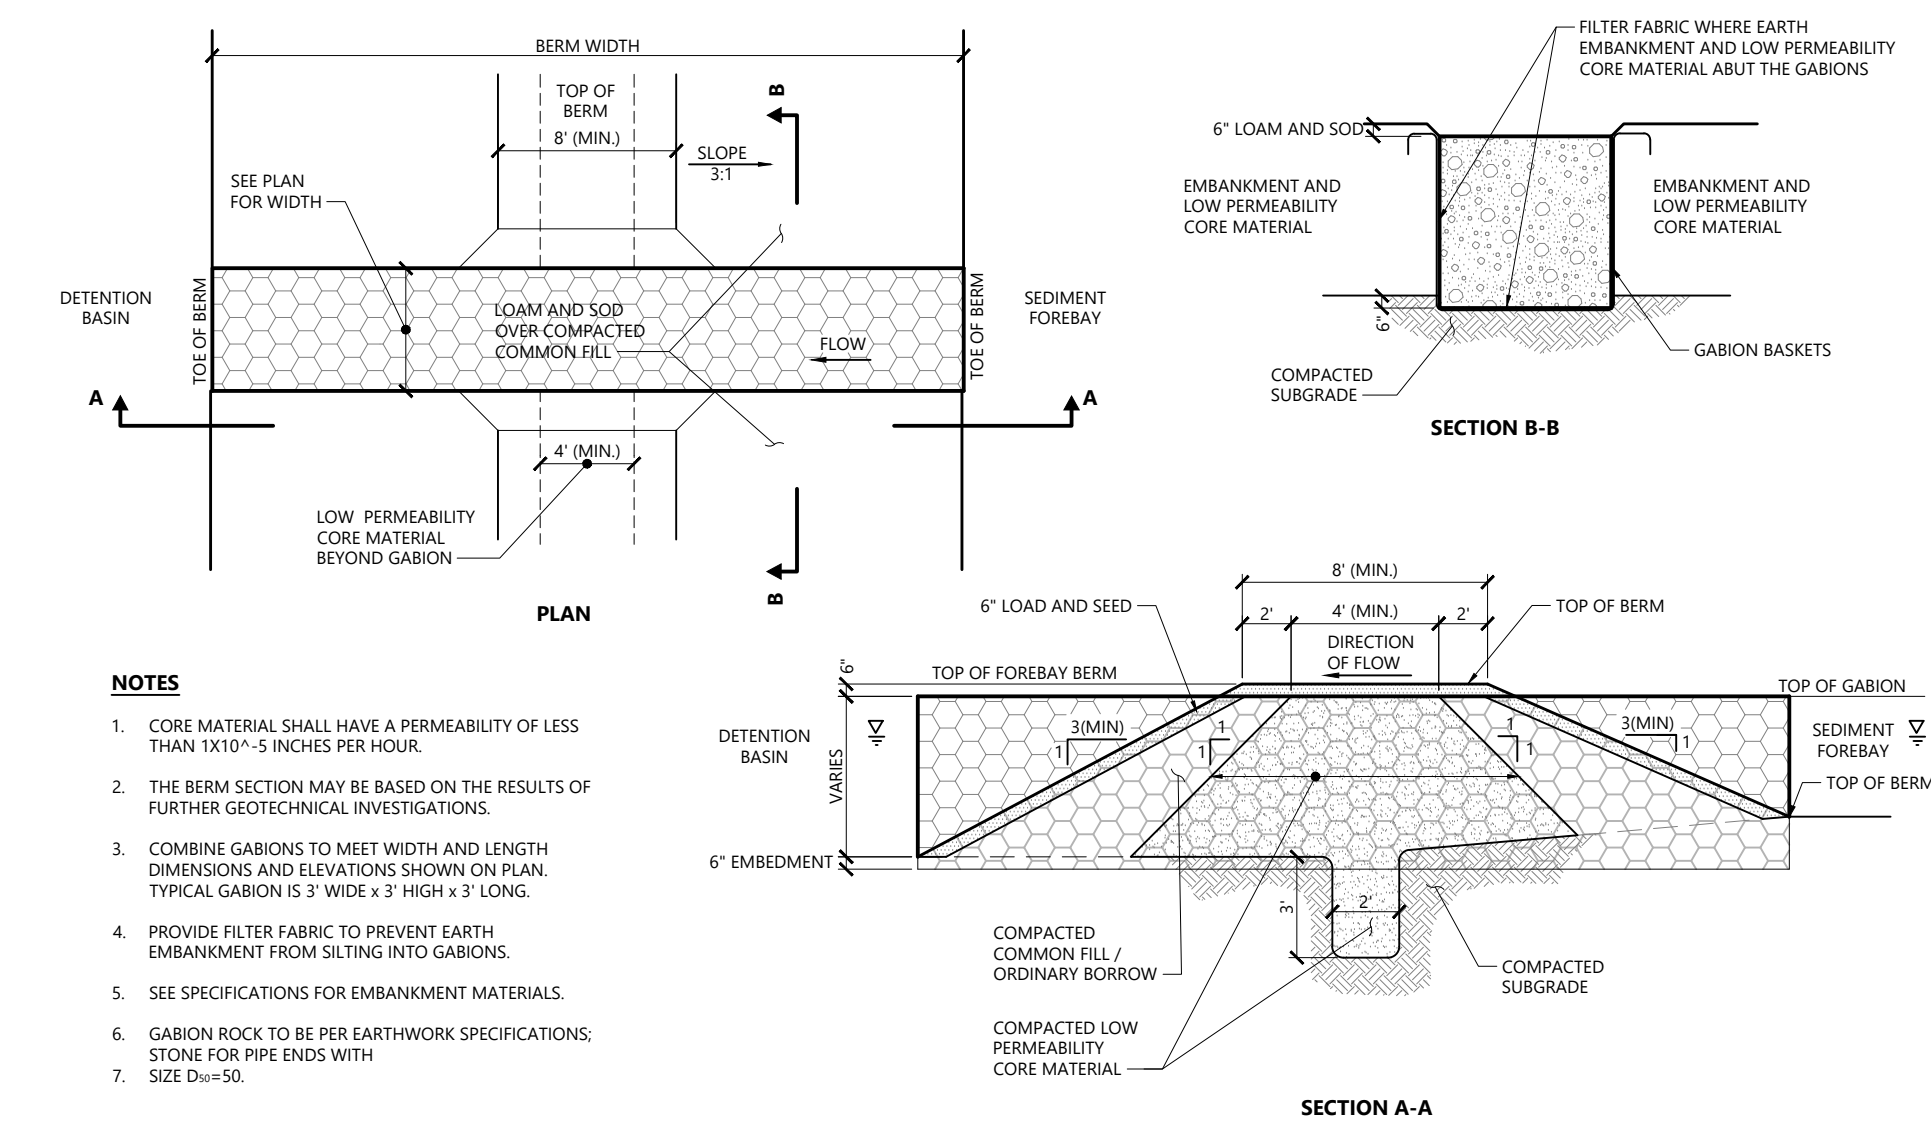 BERM WIDTH
TOP OF
BERM
8' (MIN.)
B
SLOPE
3:1
SEE PLAN
FOR WIDTH
DETENTION
BASIN
TOE OF BERM
LOAM AND SOD
OVER COMPACTED
COMMON FILL
FLOW
TOE OF BERM
SEDIMENT
FOREBAY
A
A
4' (MIN.)
LOW PERMEABILITY
CORE MATERIAL
BEYOND GABION
B
PLAN
FILTER FABRIC WHERE EARTH
EMBANKMENT AND LOW PERMEABILITY
CORE MATERIAL ABUT THE GABIONS
6" LOAM AND SOD
EMBANKMENT AND
LOW PERMEABILITY
CORE MATERIAL
EMBANKMENT AND
LOW PERMEABILITY
CORE MATERIAL
6"
GABION BASKETS
COMPACTED
SUBGRADE
SECTION B-B
NOTES
1. CORE MATERIAL SHALL HAVE A PERMEABILITY OF LESS
THAN 1X10^-5 INCHES PER HOUR.
2. THE BERM SECTION MAY BE BASED ON THE RESULTS OF
FURTHER GEOTECHNICAL INVESTIGATIONS.
3. COMBINE GABIONS TO MEET WIDTH AND LENGTH
DIMENSIONS AND ELEVATIONS SHOWN ON PLAN.
TYPICAL GABION IS 3' WIDE x 3' HIGH x 3' LONG.
4. PROVIDE FILTER FABRIC TO PREVENT EARTH
EMBANKMENT FROM SILTING INTO GABIONS.
5. SEE SPECIFICATIONS FOR EMBANKMENT MATERIALS.
6. GABION ROCK TO BE PER EARTHWORK SPECIFICATIONS;
STONE FOR PIPE ENDS WITH
7. SIZE D50=50.
8' (MIN.)
6" LOAD AND SEED
2'
4' (MIN.)
2'
TOP OF BERM
DIRECTION
OF FLOW
6"
TOP OF FOREBAY BERM
TOP OF GABION
DETENTION
BASIN
VARIES
3(MIN)
1
1
1
1
1
3(MIN)
1
SEDIMENT
FOREBAY
TOP OF BERM
6" EMBEDMENT
3'
2'
COMPACTED
COMMON FILL /
ORDINARY BORROW
COMPACTED
SUBGRADE
COMPACTED LOW
PERMEABILITY
CORE MATERIAL
SECTION A-A